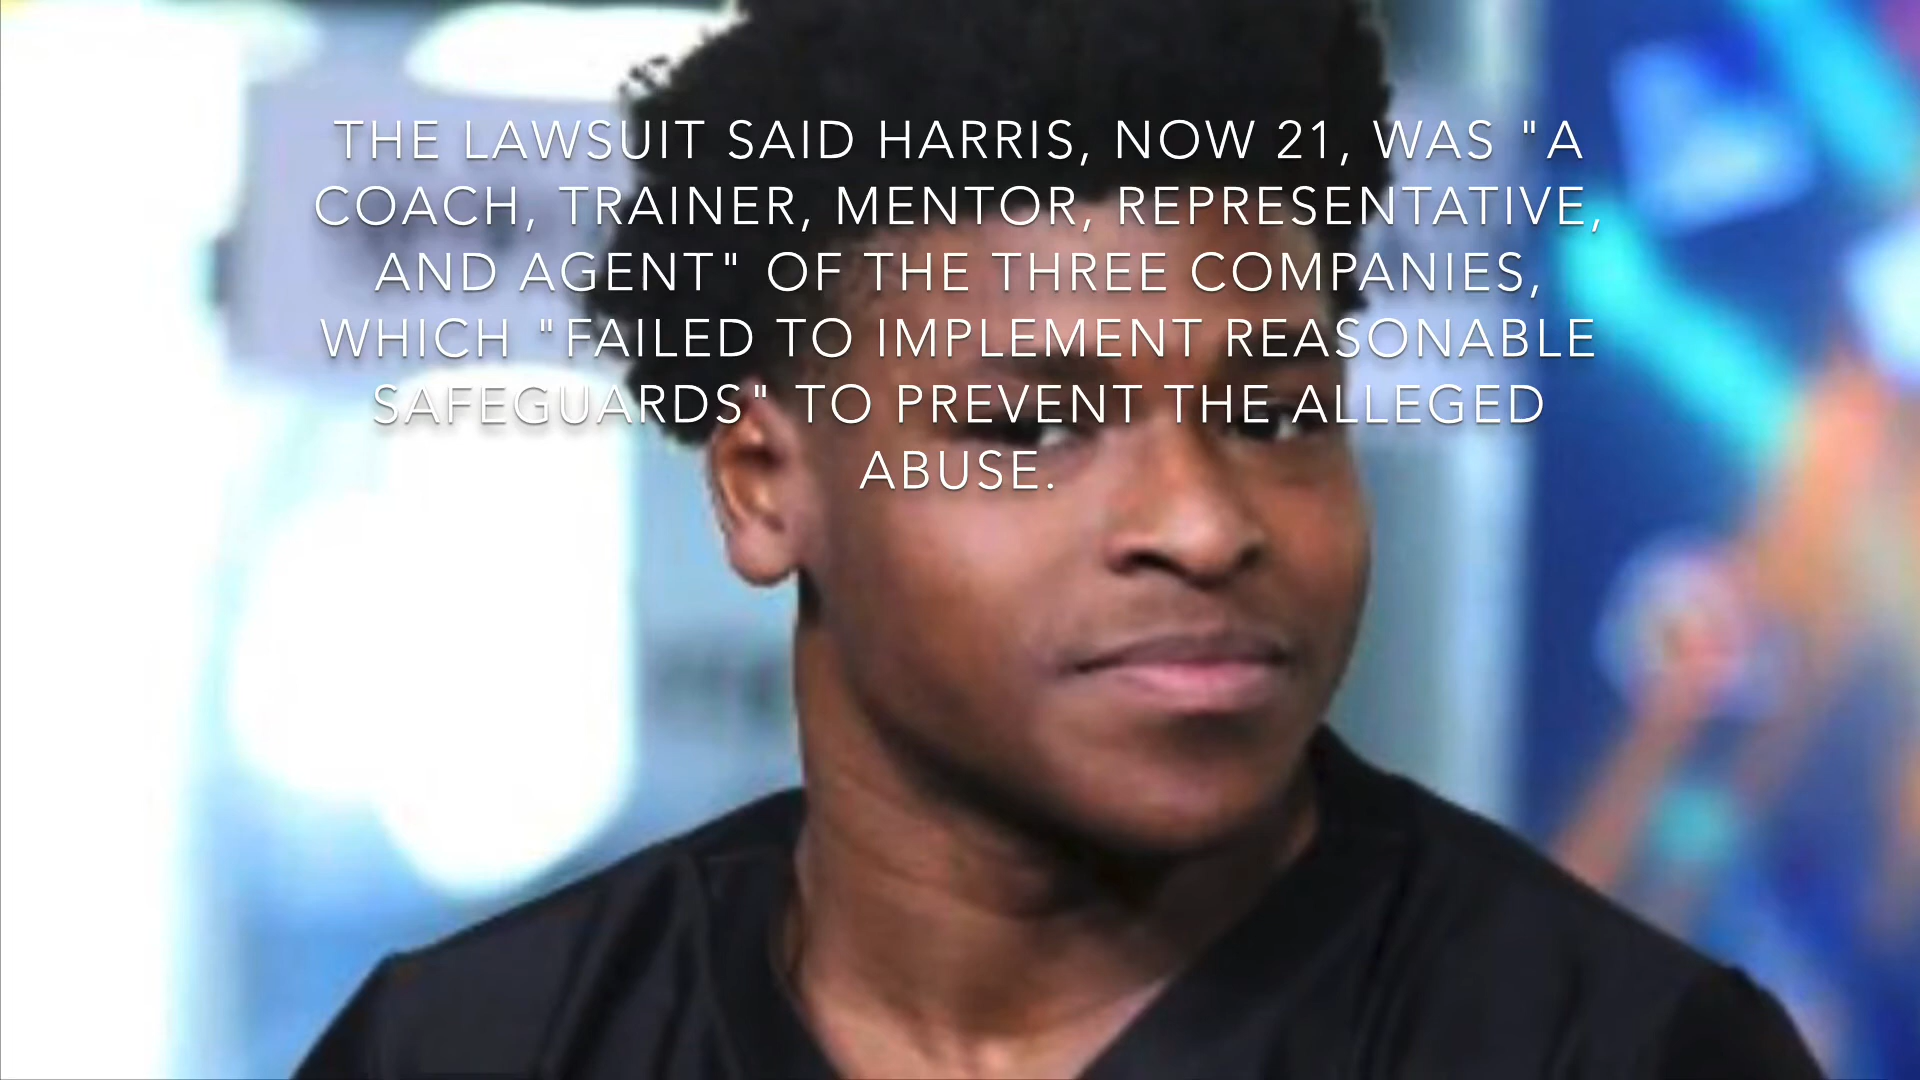 THE LAWSUIT SAID HARRIS, NOW 21, WAS "A
COACH, TRAINER, MENTOR, REPRESENTATIVE,
AND AGENT" OF THE THREE COMPANIES,
WHICH "FAILED TO IMPLEMENT REASONABLE
SAFEGUARDS" TO PREVENT THE ALLEGED
ABUSE.